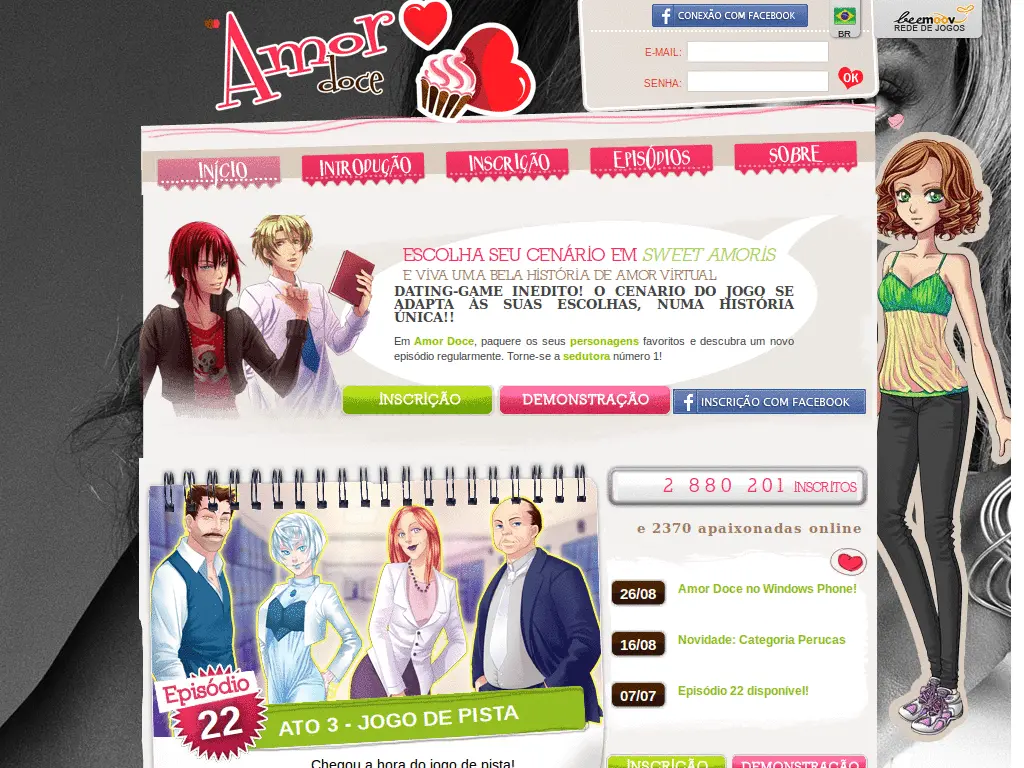 Amor
doce
CONEXÃO COM FACEBOOK
BR
beemoov
REDE DE JOGOS
E-MAIL:
SENHA:
OK
INÍCIO
INTRODUÇÃO
INSCRIÇÃO
EPISÓDIOS
SOBRE
ESCOLHA SEU CENÁRIO EM SWEET AMORIS
E VIVA UMA BELA HISTÓRIA DE AMOR VIRTUAL
DATING-GAME INEDITO! O CENARIO DO JOGO SE
ADAPTA ÀS SUAS ESCOLHAS, NUMA HISTÓRIA
ÚNICA!!
Em Amor Doce, paquere os seus personagens favoritos e descubra um novo
episódio regularmente. Torne-se a sedutora número 1!
INSCRIÇÃO
DEMONSTRAÇÃO
INSCRIÇÃO COM FACEBOOK
2 880 201 INSCRITOS
e 2370 apaixonadas online
26/08 Amor Doce no Windows Phone!
16/08 Novidade: Categoria Perucas
07/07 Episódio 22 disponível!
Episódio
22
ATO 3 - JOGO DE PISTA
Chegou a hora do jogo de pista!
INSCRIÇÃO
DEMONSTRAÇÃO